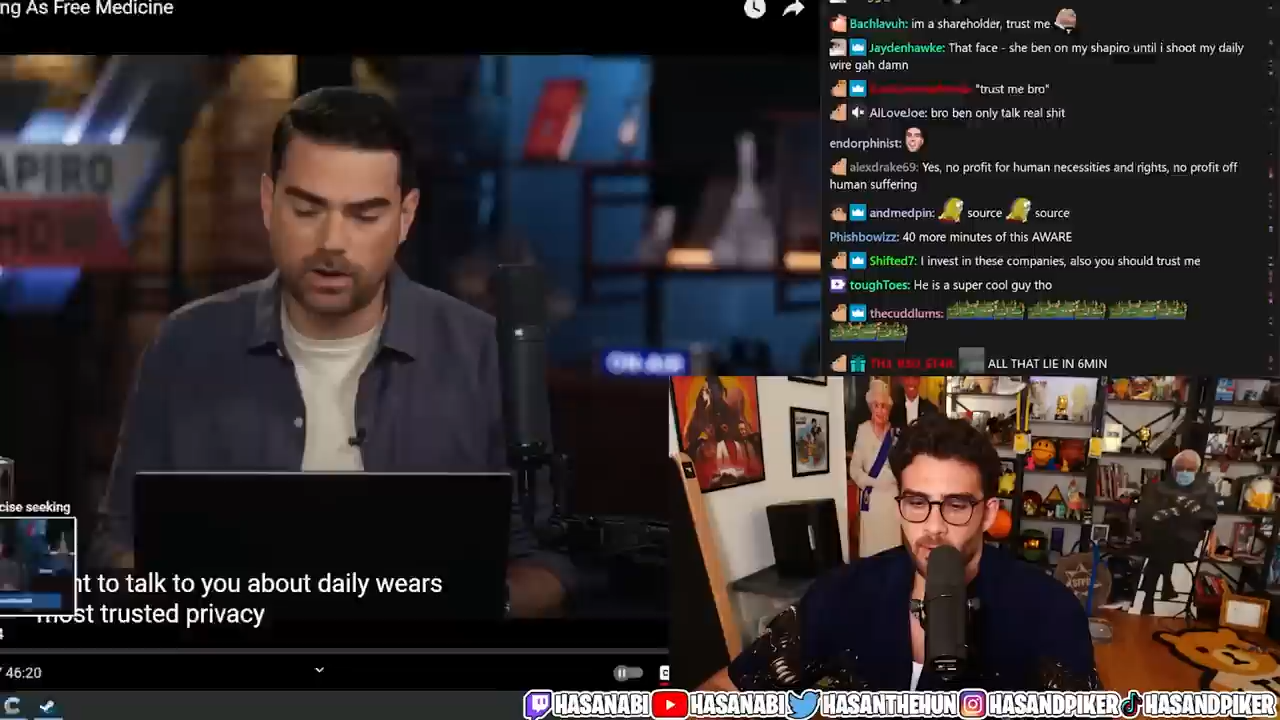 ng As Free Medicine
APIRO
HOW
ON AIR
cise seeking
nt to talk to you about daily wears
most trusted privacy
/ 46:20
Bachlavuh: im a shareholder, trust me
Jaydenhawke: That face - she ben on my shapiro until i shoot my daily
wire gah damn
"trust me bro"
AlLoveJoe: bro ben only talk real shit
endorphinist:
alexdrake69: Yes, no profit for human necessities and rights, no profit off
human suffering
andmedpin: source source
Phishbowlzz: 40 more minutes of this AWARE
Shifted7: I invest in these companies, also you should trust me
toughToes: He is a super cool guy tho
thecuddlums:
ALL THAT LIE IN 6MIN
HASANABI HASANABI HASANTHEHUN HASANDPIKER HASANDPIKER